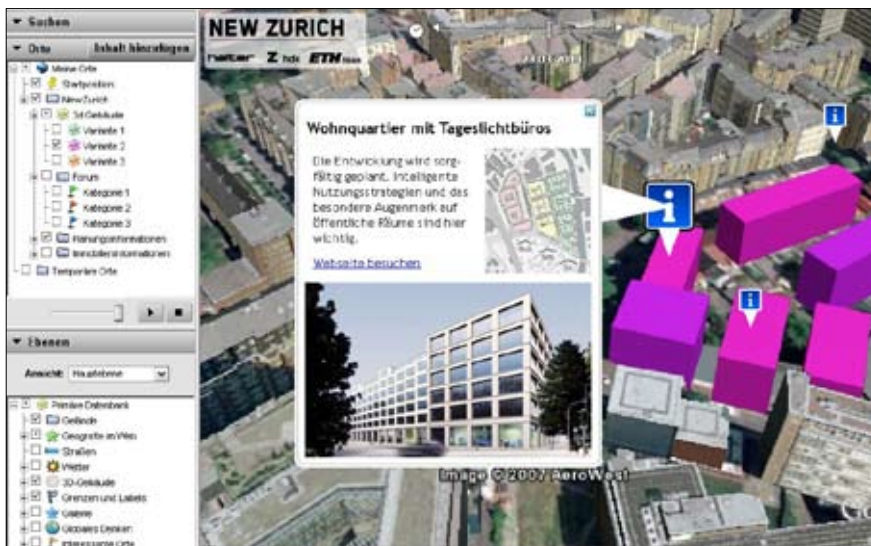 Suchen
Orte Inhalt hinzufügen
Meine Orte
Startposition
New Zurich
3d Gebäude
Variante 1
Variante 2
Variante 3
Forum
Kategorie 1
Kategorie 2
Kategorie 3
Planungsinformationen
Immobilieninformationen
Temporäre Orte
Ebenen
Ansicht: Hauptebene
Primäre Datenbank
Gelände
Geografie im Web
Straßen
Wetter
3D-Gebäude
Grenzen und Labels
Galerie
Globales Denken
Interessante Orte
NEW ZURICH
halter Z hdk ETH
Wohnquartier mit Tageslichtbüros
Die Entwicklung wird sorg-
fältig geplant. Intelligente
Nutzungsstrategien und das
besondere Augenmerk auf
öffentliche Räume sind hier
wichtig.
Webseite besuchen
i
i
i
Image © 2007 AeroWest